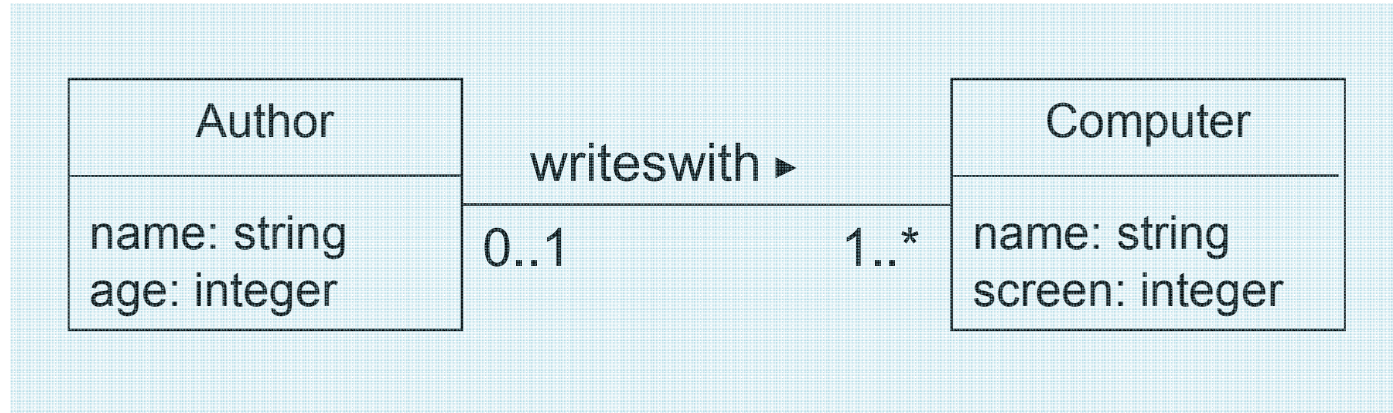 Author
name: string
age: integer
writeswith ▸
0..1
1..*
Computer
name: string
screen: integer